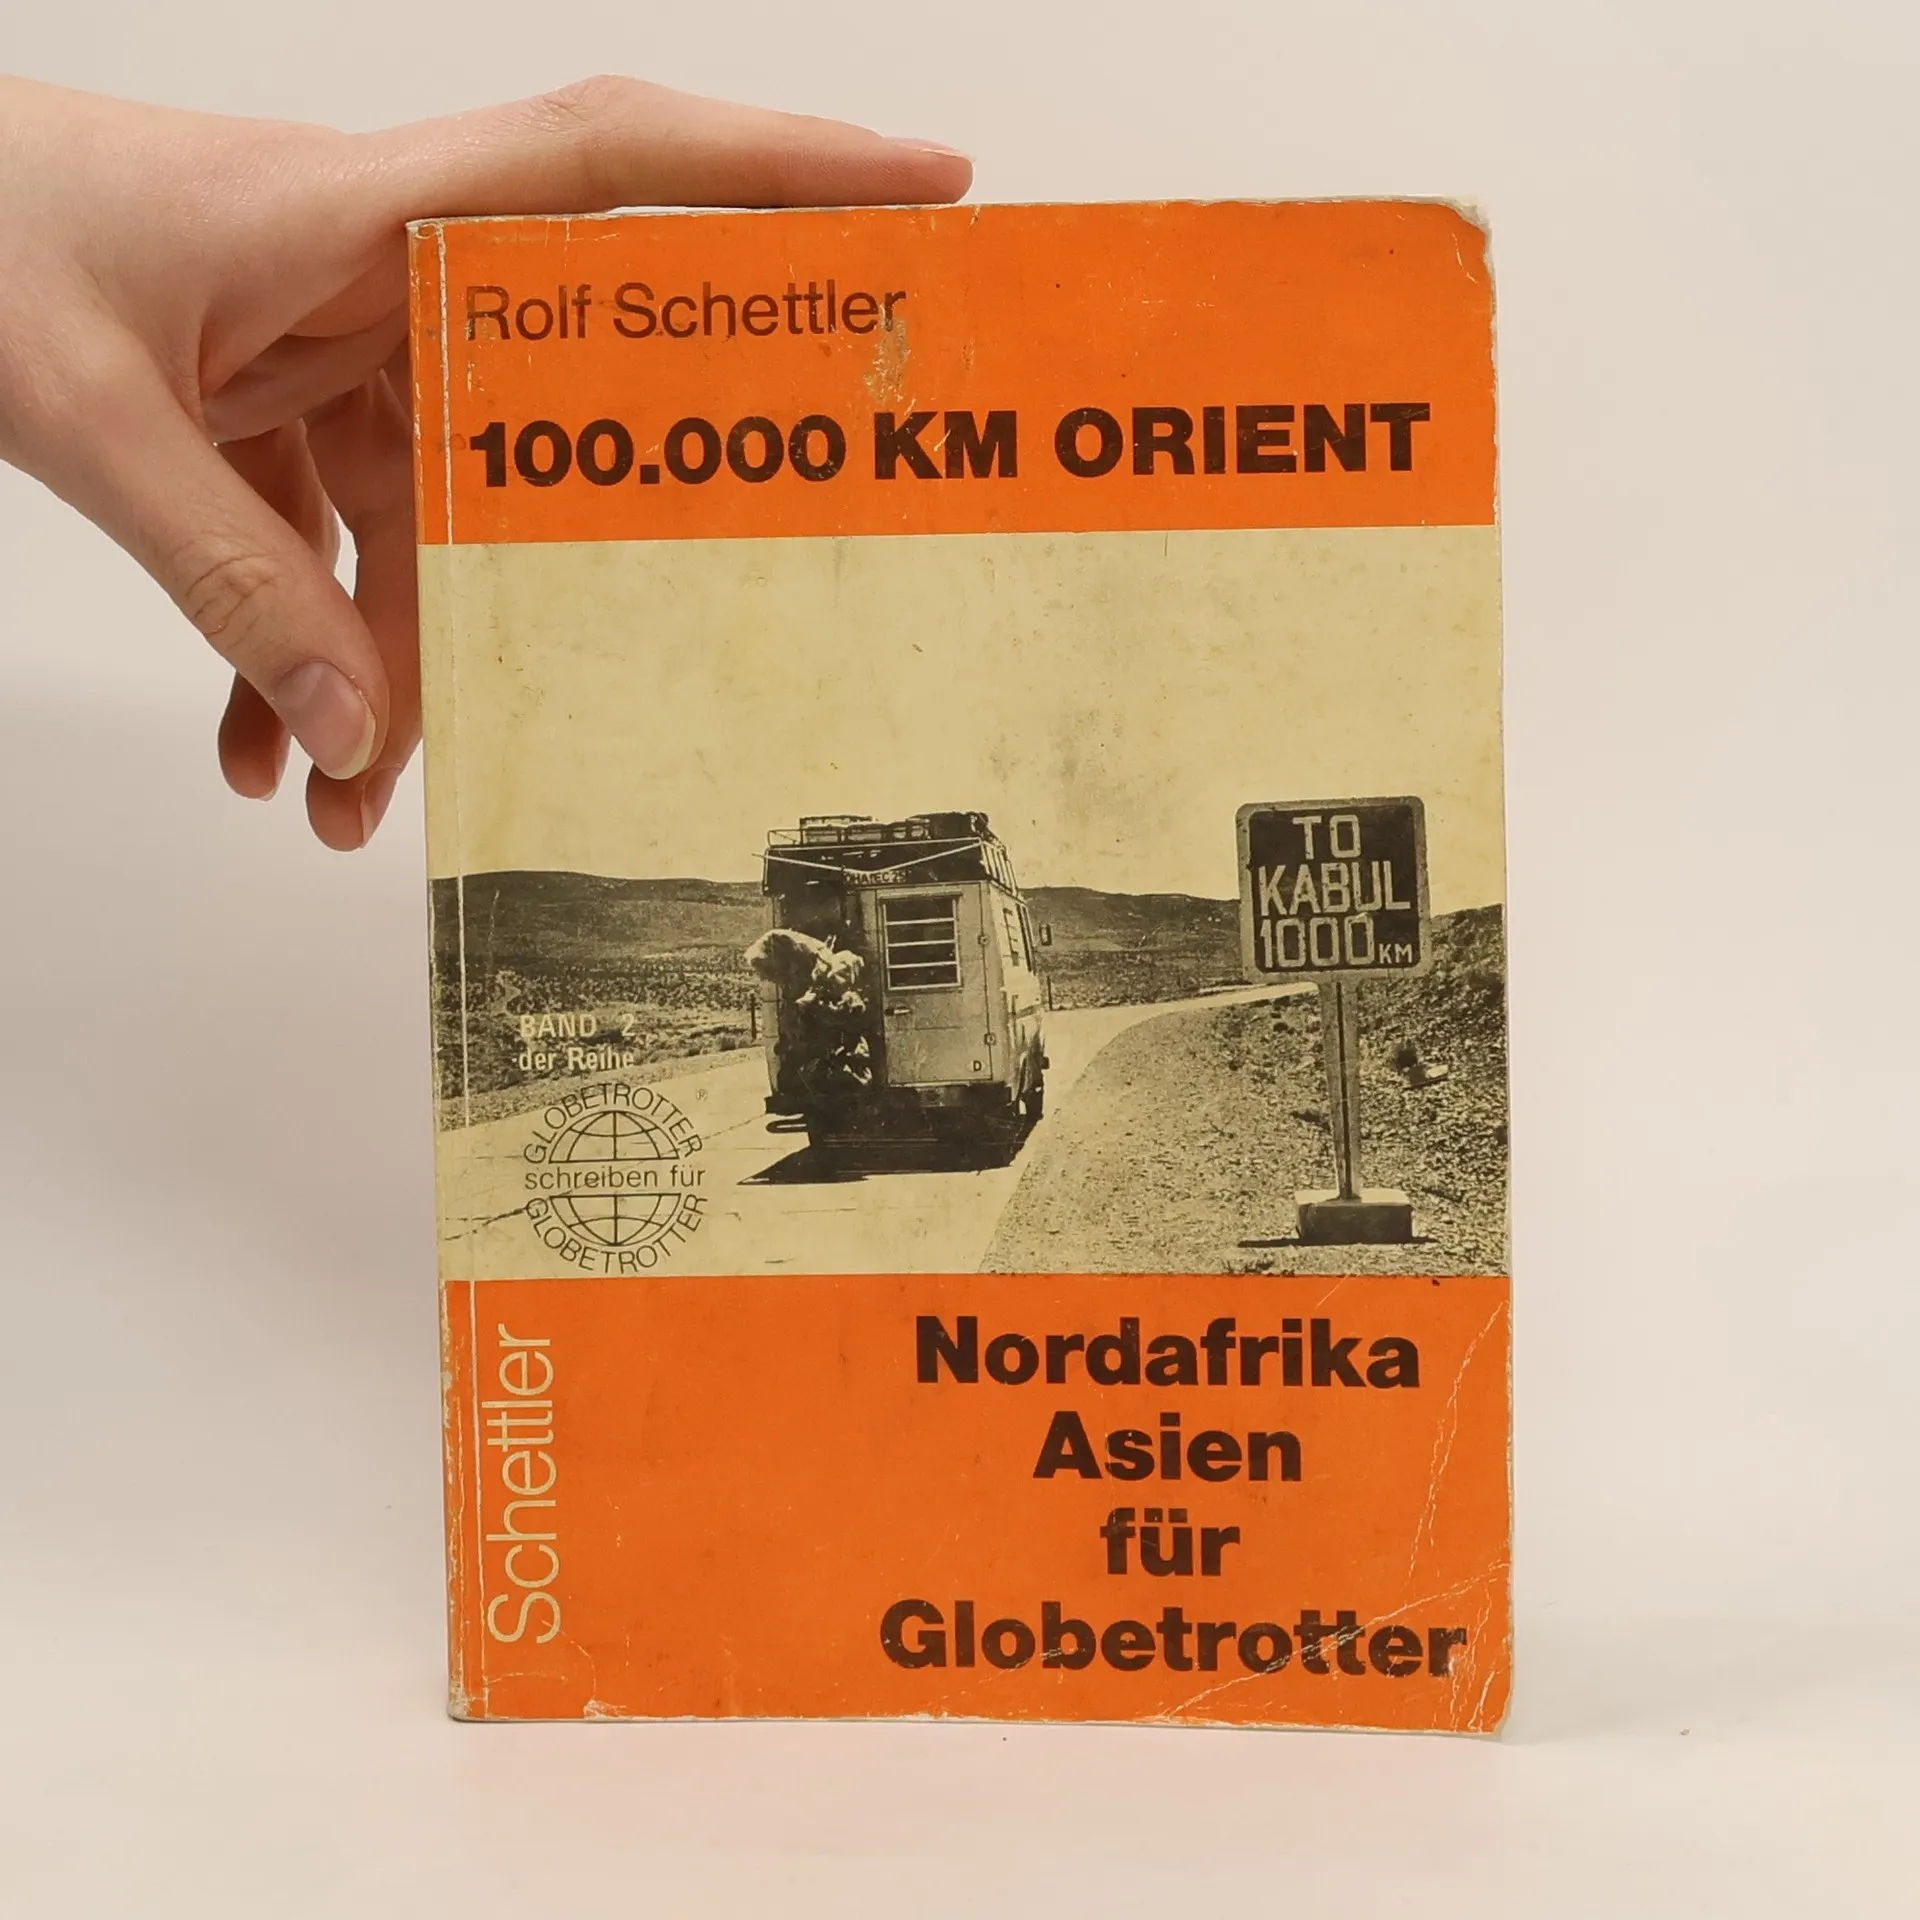 Rolf Schettler
100.000 KM ORIENT
TO
KABUL
1000 KM
BAND 2
der Reihe
GLOBETROTTER ®
schreiben für
GLOBETROTTER
D
Schettler
Nordafrika
Asien
für
Globetrotter